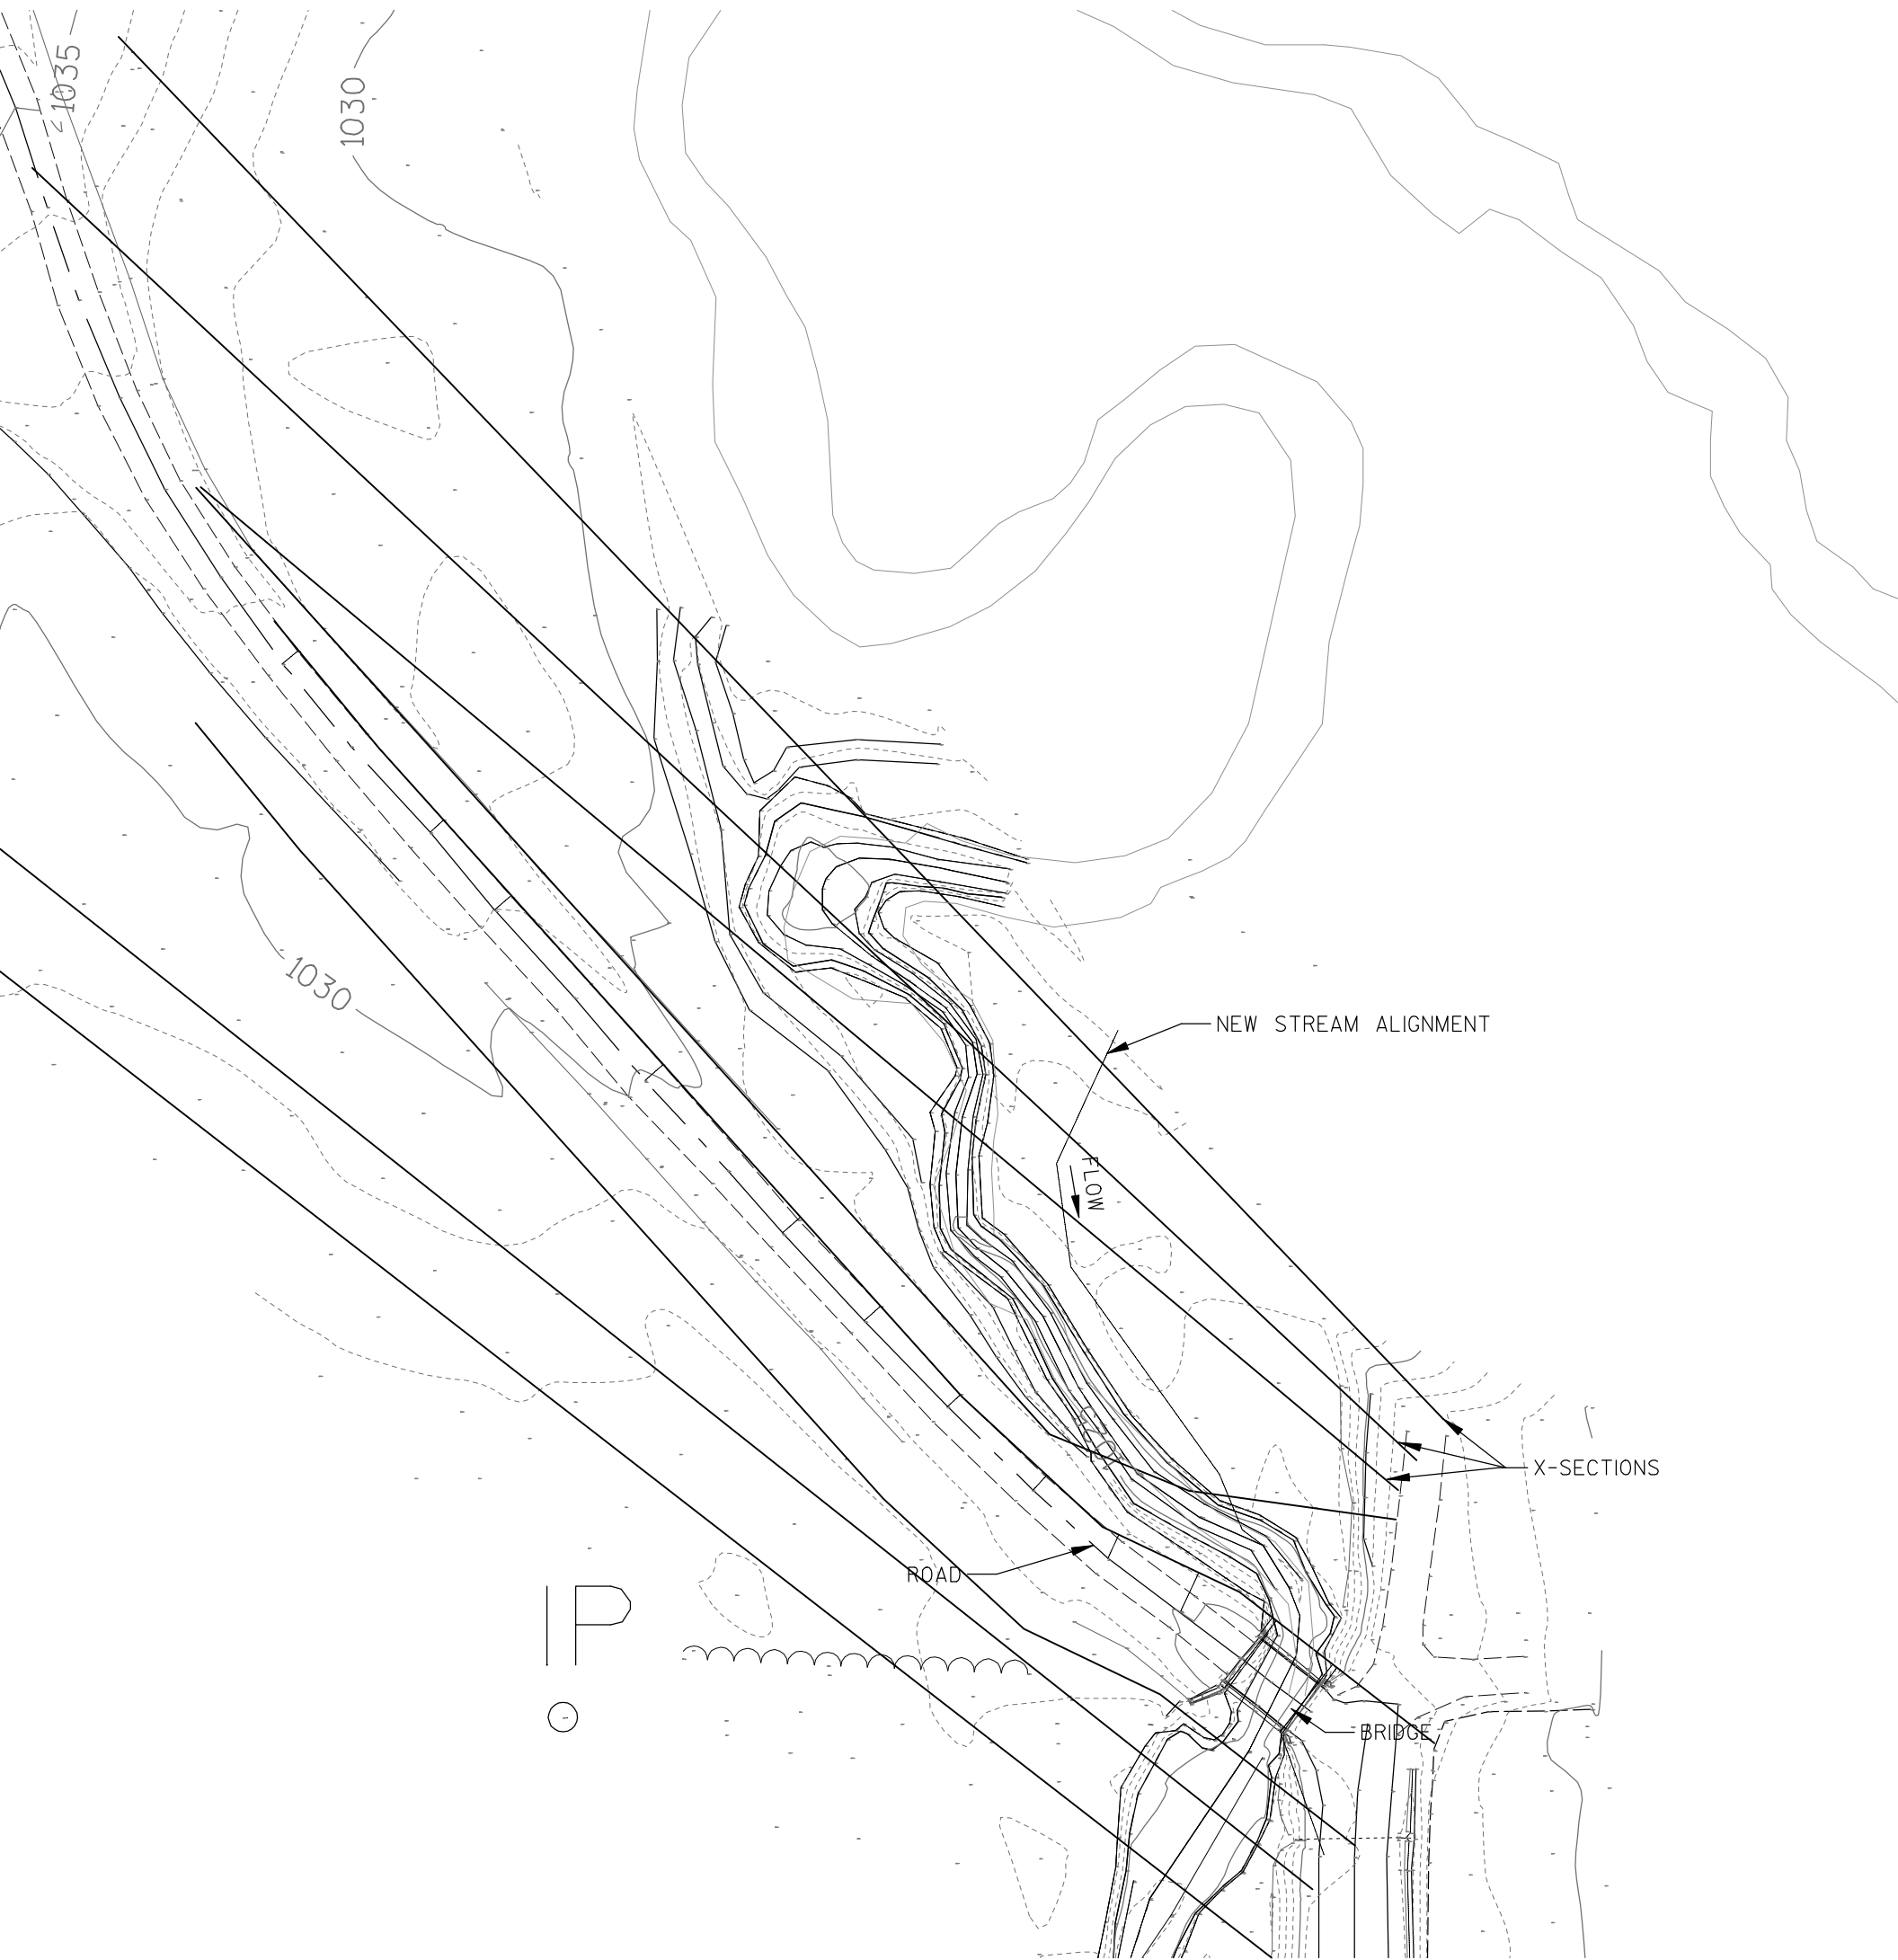 1035
1030
1030
NEW STREAM ALIGNMENT
FLOW
X-SECTIONS
ROAD
IP
BRIDGE